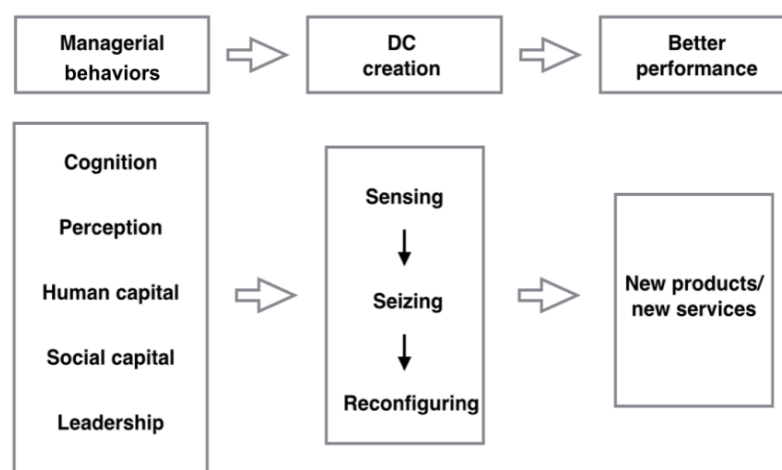 Managerial
behaviors
DC
creation
Better
performance
Cognition
Perception
Human capital
Social capital
Leadership
Sensing
Seizing
Reconfiguring
New products/
new services